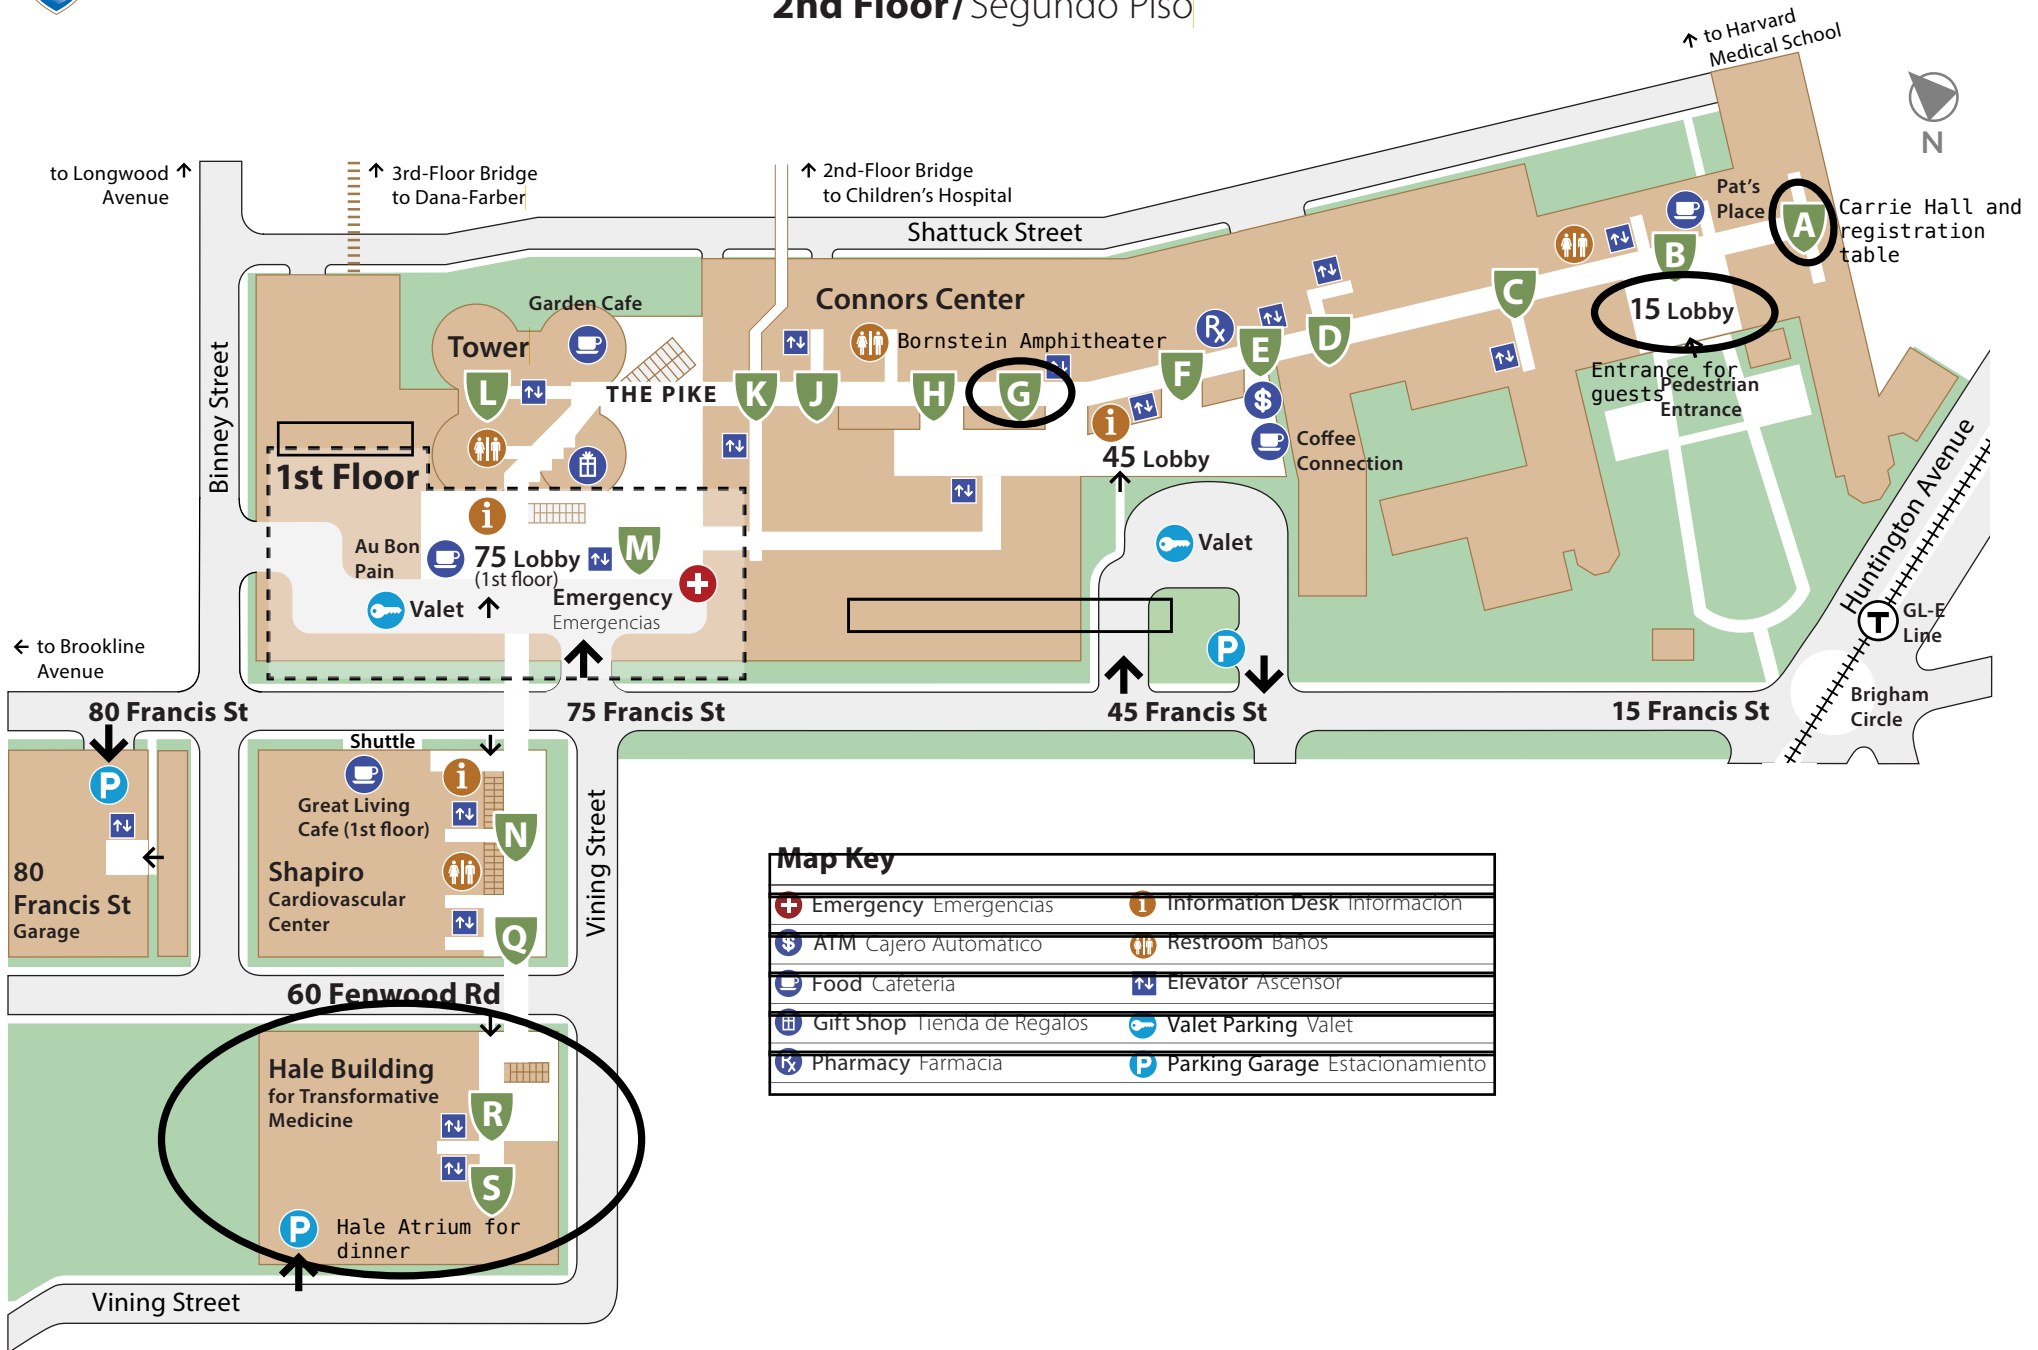 2nd Floor/Segundo Piso
to Harvard
Medical School
N
to Longwood
Avenue
3rd-Floor Bridge
to Dana-Farber
2nd-Floor Bridge
to Children's Hospital
Shattuck Street
Pat's
Place
A
Carrie Hall and
registration
table
B
15 Lobby
C
Entrance for
guests
Pedestrian
Entrance
Garden Cafe
Connors Center
Tower
Bornstein Amphitheater
Rx
E
D
F
L
THE PIKE
K
J
H
G
$
i
45 Lobby
Coffee
Connection
Binney Street
1st Floor
i
Au Bon
Pain
75 Lobby
(1st floor)
M
Valet
Emergency
Emergencias
Valet
P
Huntington Avenue
T
GL-E
Line
Brigham
Circle
to Brookline
Avenue
80 Francis St
75 Francis St
45 Francis St
15 Francis St
P
80
Francis St
Garage
Shuttle
i
Great Living
Cafe (1st floor)
N
Shapiro
Cardiovascular
Center
Q
Vining Street
60 Fenwood Rd
Hale Building
for Transformative
Medicine
R
S
P
Hale Atrium for
dinner
Vining Street
Map Key
Emergency Emergencias
i Information Desk Información
$ ATM Cajero Automático
Restroom Baños
Food Cafeteria
Elevator Ascensor
Gift Shop Tienda de Regalos
Valet Parking Valet
Rx Pharmacy Farmacia
P Parking Garage Estacionamiento